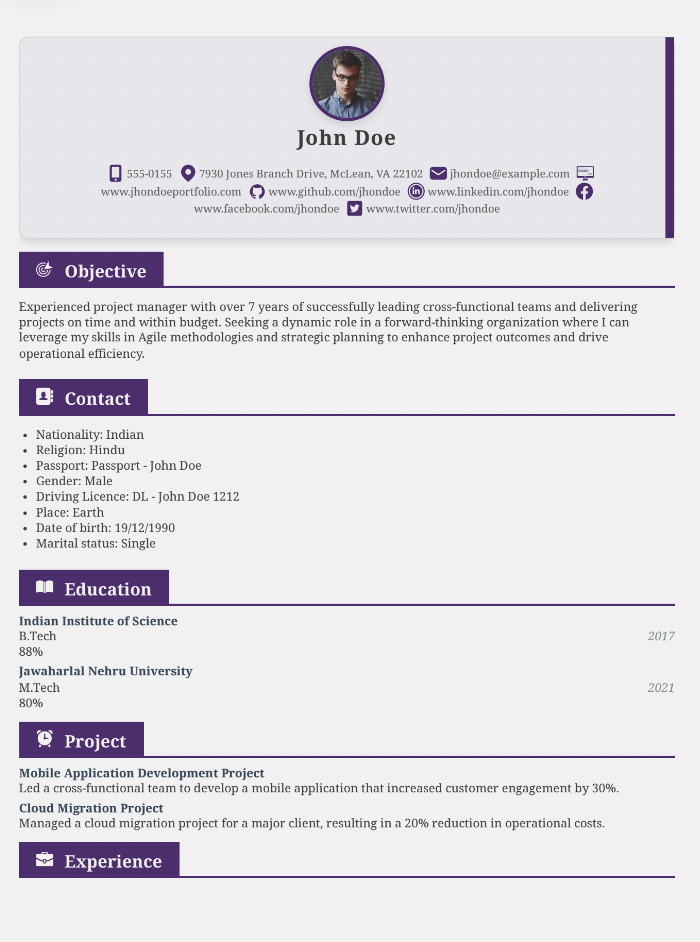 John Doe
555-0155 7930 Jones Branch Drive, McLean, VA 22102 jhondoe@example.com
www.jhondoeportfolio.com www.github.com/jhondoe www.linkedin.com/jhondoe
www.facebook.com/jhondoe www.twitter.com/jhondoe
Objective
Experienced project manager with over 7 years of successfully leading cross-functional teams and delivering
projects on time and within budget. Seeking a dynamic role in a forward-thinking organization where I can
leverage my skills in Agile methodologies and strategic planning to enhance project outcomes and drive
operational efficiency.
Contact
• Nationality: Indian
• Religion: Hindu
• Passport: Passport - John Doe
• Gender: Male
• Driving Licence: DL - John Doe 1212
• Place: Earth
• Date of birth: 19/12/1990
• Marital status: Single
Education
Indian Institute of Science
B.Tech 2017
88%
Jawaharlal Nehru University
M.Tech 2021
80%
Project
Mobile Application Development Project
Led a cross-functional team to develop a mobile application that increased customer engagement by 30%.
Cloud Migration Project
Managed a cloud migration project for a major client, resulting in a 20% reduction in operational costs.
Experience